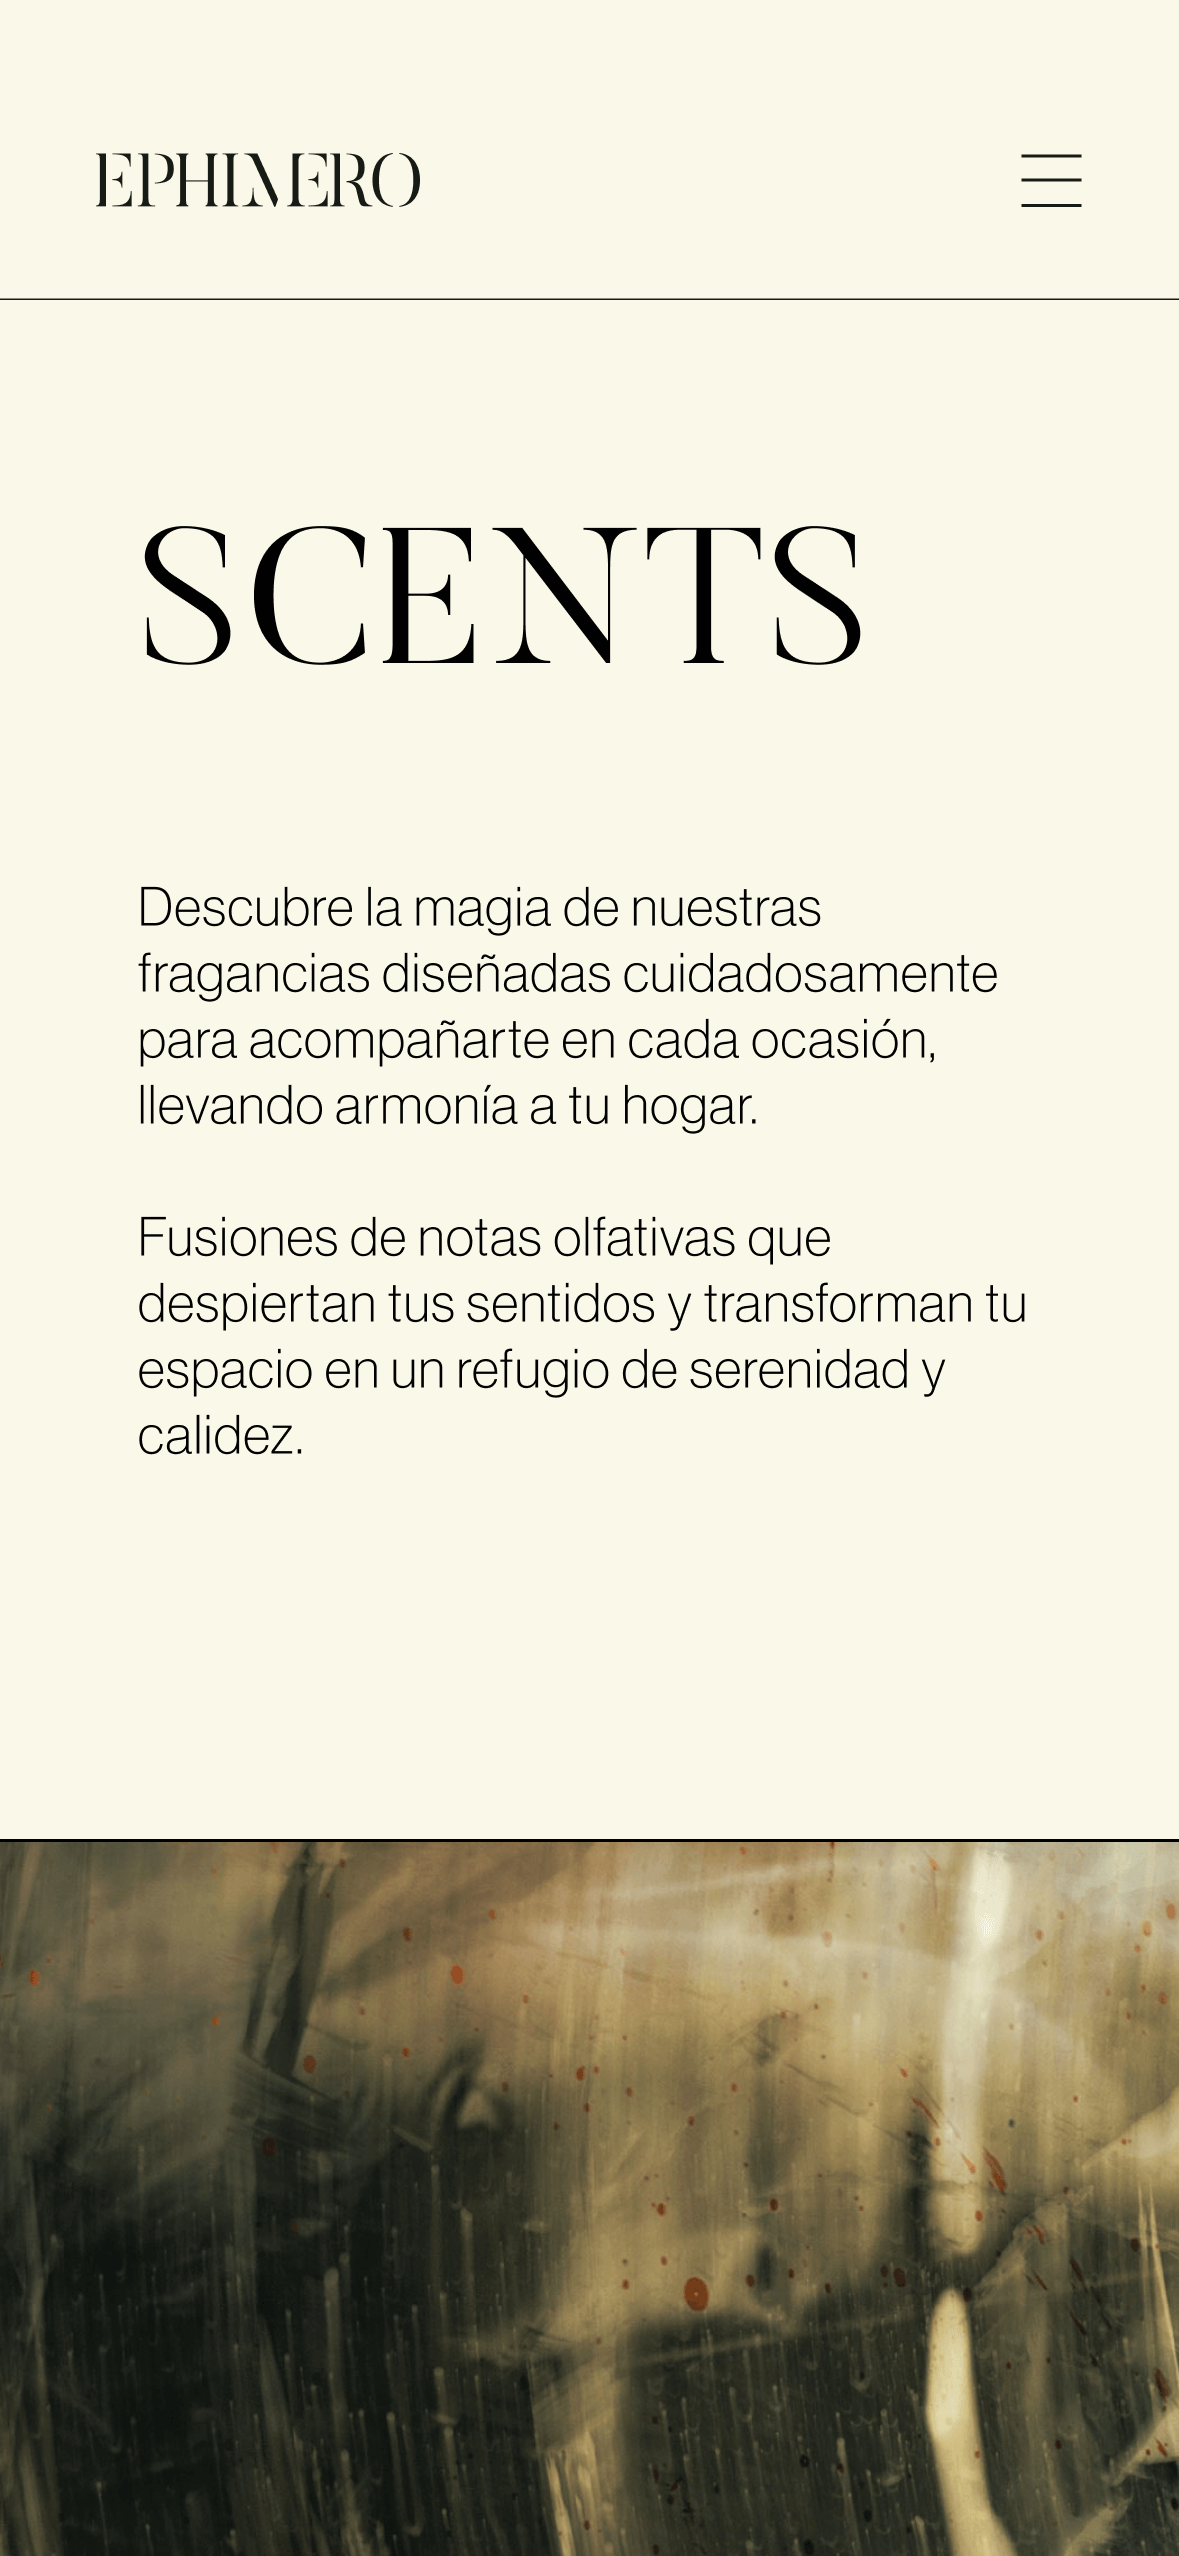 EPHIMERO
SCENTS
Descubre la magia de nuestras
fragancias diseñadas cuidadosamente
para acompañarte en cada ocasión,
llevando armonía a tu hogar.
Fusiones de notas olfativas que
despiertan tus sentidos y transforman tu
espacio en un refugio de serenidad y
calidez.